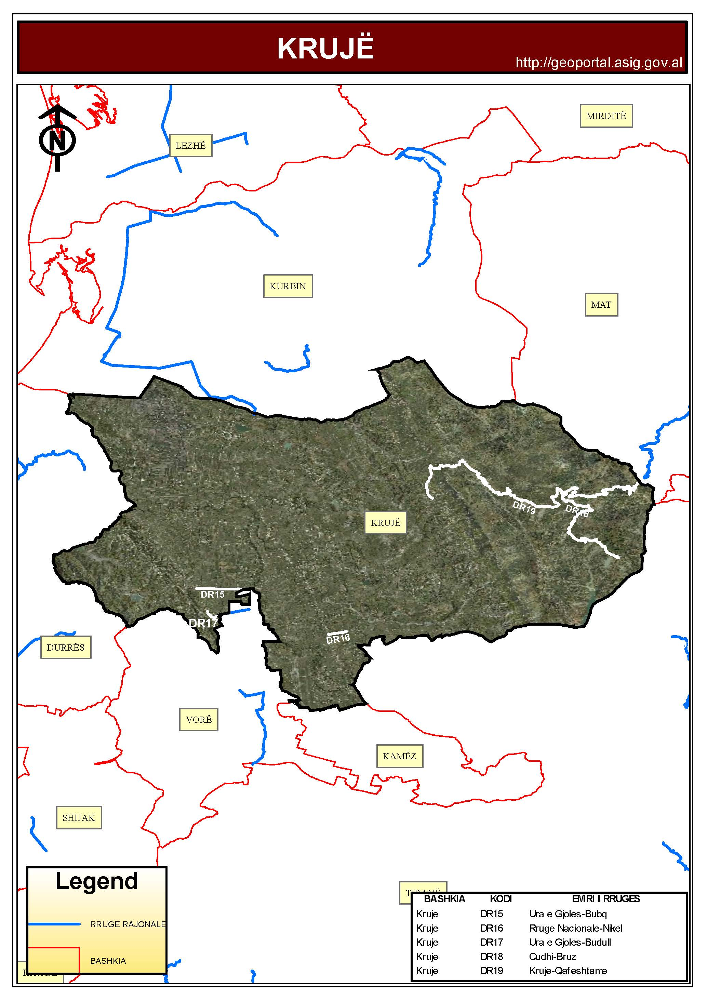 KRUJË
http://geoportal.asig.gov.al
N
MIRDITË
LEZHË
KURBIN
MAT
DR19
DR18
KRUJË
DR15
DR17
DR16
DURRËS
VORË
KAMËZ
SHIJAK
Legend
RRUGE RAJONALE
BASHKIA
BASHKIA KODI EMRI I RRUGES
Kruje DR15 Ura e Gjoles-Bubq
Kruje DR16 Rruge Nacionale-Nikel
Kruje DR17 Ura e Gjoles-Budull
Kruje DR18 Cudhi-Bruz
Kruje DR19 Kruje-Qafeshtame